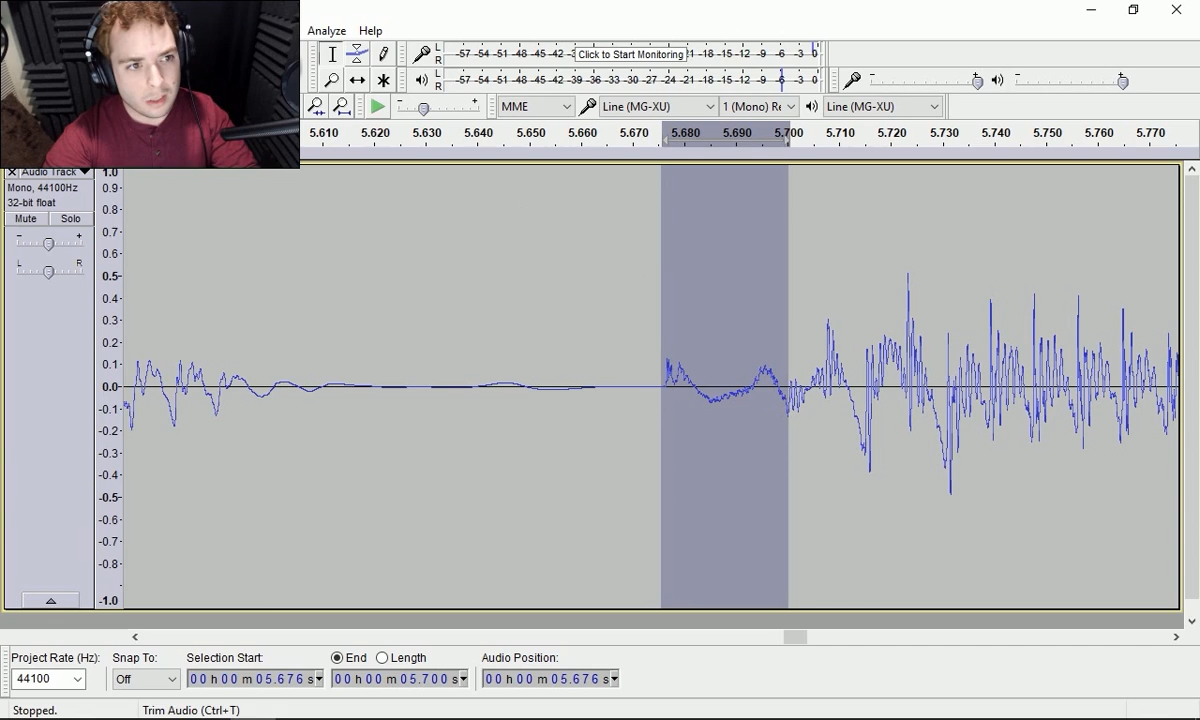 Analyze Help
L
R
-57 -54 -51 -48 -45 -42 -3 Click to Start Monitoring 1 -18 -15 -12 -9 -6 -3 0
L
R
-57 -54 -51 -48 -45 -42 -39 -36 -33 -30 -27 -24 -21 -18 -15 -12 -9 -6 -3 0
- +
- +
- +
MME
Line (MG-XU)
1 (Mono) Re
Line (MG-XU)
5.610 5.620 5.630 5.640 5.650 5.660 5.670 5.680 5.690 5.700 5.710 5.720 5.730 5.740 5.750 5.760 5.770
Audio Track
Mono, 44100Hz
32-bit float
Mute Solo
- +
L R
1.0
0.9
0.8
0.7
0.6
0.5
0.4
0.3
0.2
0.1
0.0
-0.1
-0.2
-0.3
-0.4
-0.5
-0.6
-0.7
-0.8
-1.0
Project Rate (Hz): Snap To: Selection Start: End Length Audio Position:
44100 Off 00 h 00 m 05.676 s 00 h 00 m 05.700 s 00 h 00 m 05.676 s
Stopped. Trim Audio (Ctrl+T)